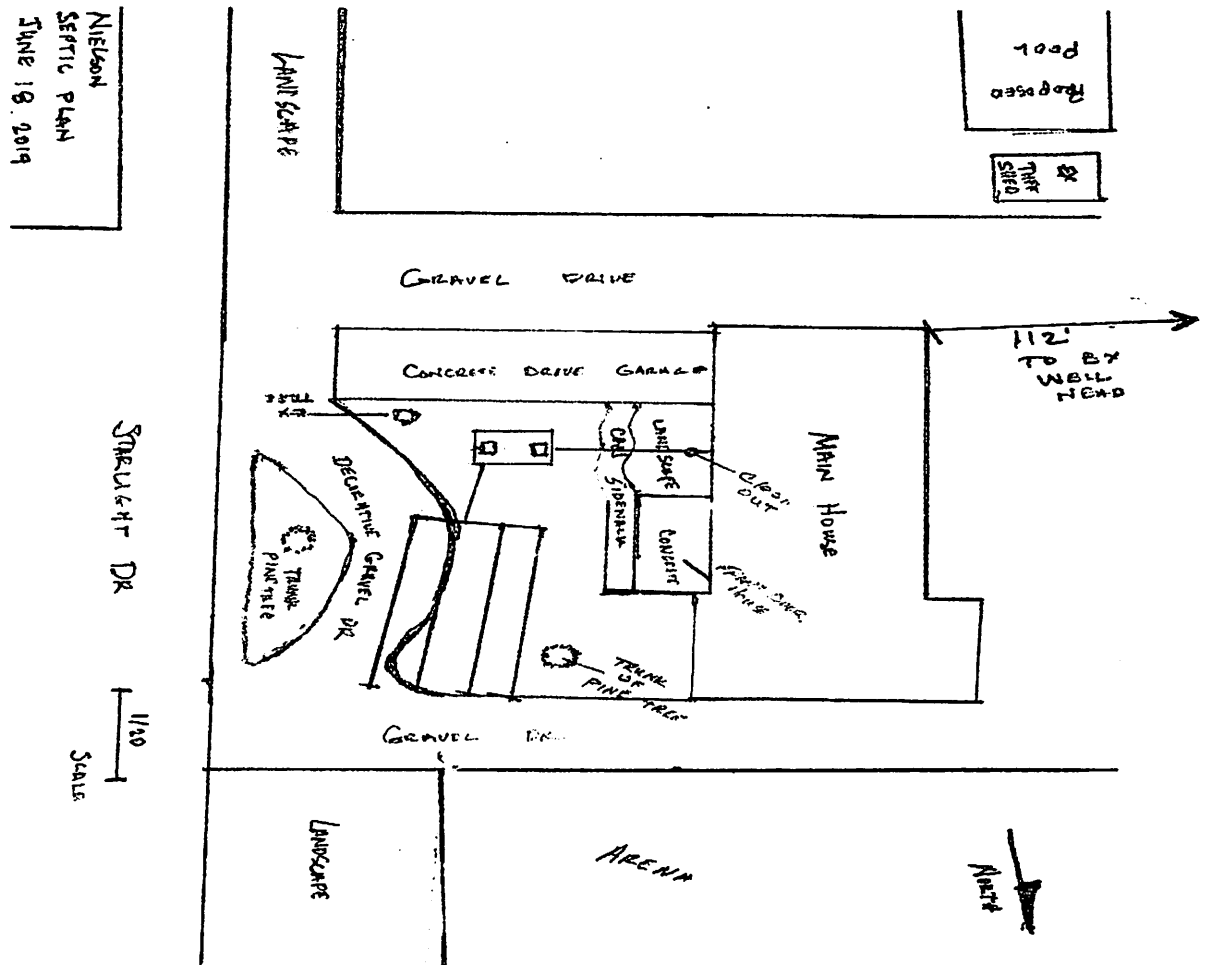 NIELSON
SEPTIC PLAN
JUNE 18, 2019
LANDSCAPE
PROPOSED
POOL
EX
SHED
GRAVEL DRIVE
112'
TO EX
WELL
HEAD
CONCRETE DRIVE GARAGE
LANDSCAPE
SIDEWALK
CONCRETE
CLEAN
OUT
MAIN HOUSE
STARLIGHT DR
DECORATIVE GRAVEL DR
TRUNK
PINE TREE
TRUNK
OF
PINE TREE
GRAVEL DR.
1/20
SCALE
LANDSCAPE
ARENA
NORTH